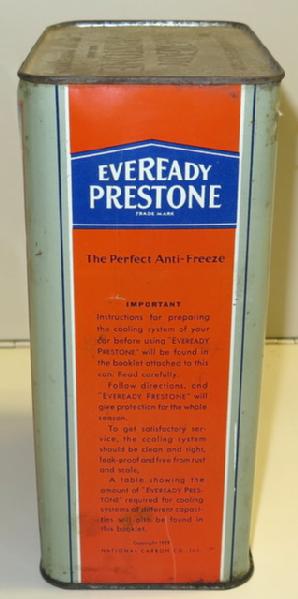 EVEREADY
PRESTONE
TRADE MARK
The Perfect Anti-Freeze
IMPORTANT
Instructions for preparing
the cooling system of your
car before using "EVEREADY
PRESTONE" will be found in
the booklet attached to this
can. Read carefully.
Follow directions, and
"EVEREADY PRESTONE" will
give protection for the whole
season.
To get satisfactory ser-
vice, the cooling system
should be clean and tight,
leak-proof and free from rust
and scale.
A table showing the
amount of "EVEREADY PRES-
TONE" required for cooling
systems of different capaci-
ties will also be found in
this booklet.
Copyright
NATIONAL CARBON CO., Inc.